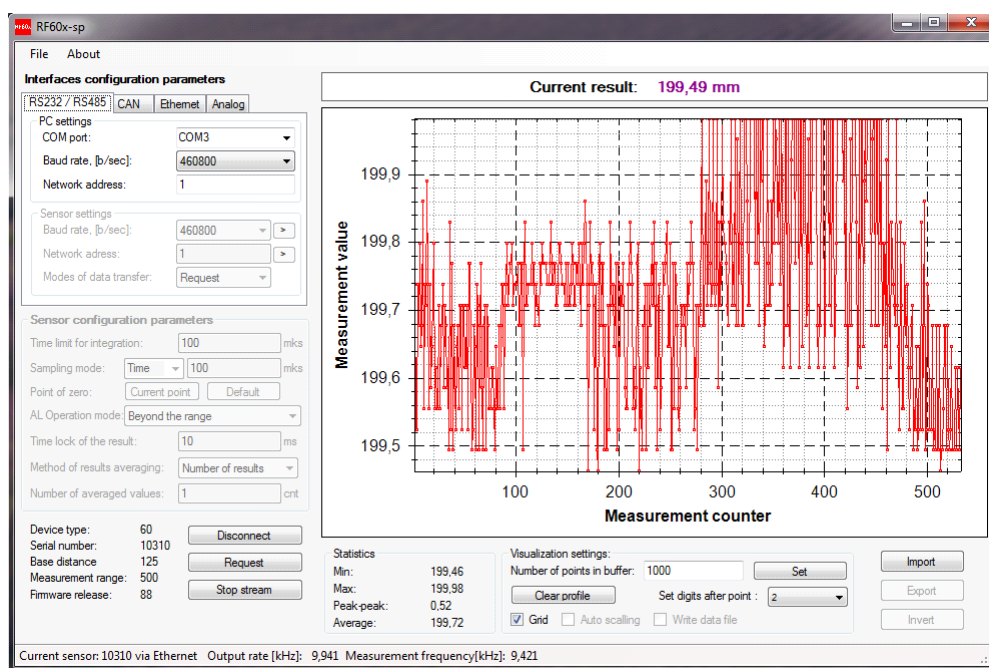 RF60x-sp
File About
Interfaces configuration parameters
RS232 / RS485 CAN Ethernet Analog
PC settings
COM port: COM3
Baud rate, [b/sec]: 460800
Network address: 1
Sensor settings
Baud rate, [b/sec]: 460800 >
Network adress: 1 >
Modes of data transfer: Request
Sensor configuration parameters
Time limit for integration: 100 mks
Sampling mode: Time 100 mks
Point of zero: Current point Default
AL Operation mode: Beyond the range
Time lock of the result: 10 ms
Method of results averaging: Number of results
Number of averaged values: 1 cnt
Device type: 60
Serial number: 10310
Base distance 125
Measurement range: 500
Firmware release: 88
Disconnect
Request
Stop stream
Current result: 199,49 mm
Measurement value
199,9
199,8
199,7
199,6
199,5
100 200 300 400 500
Measurement counter
Statistics
Min: 199,46
Max: 199,98
Peak-peak: 0,52
Average: 199,72
Visualization settings:
Number of points in buffer: 1000 Set
Clear profile Set digits after point : 2
Grid Auto scalling Write data file
Import
Export
Invert
Current sensor: 10310 via Ethernet Output rate [kHz]: 9,941 Measurement frequency[kHz]: 9,421